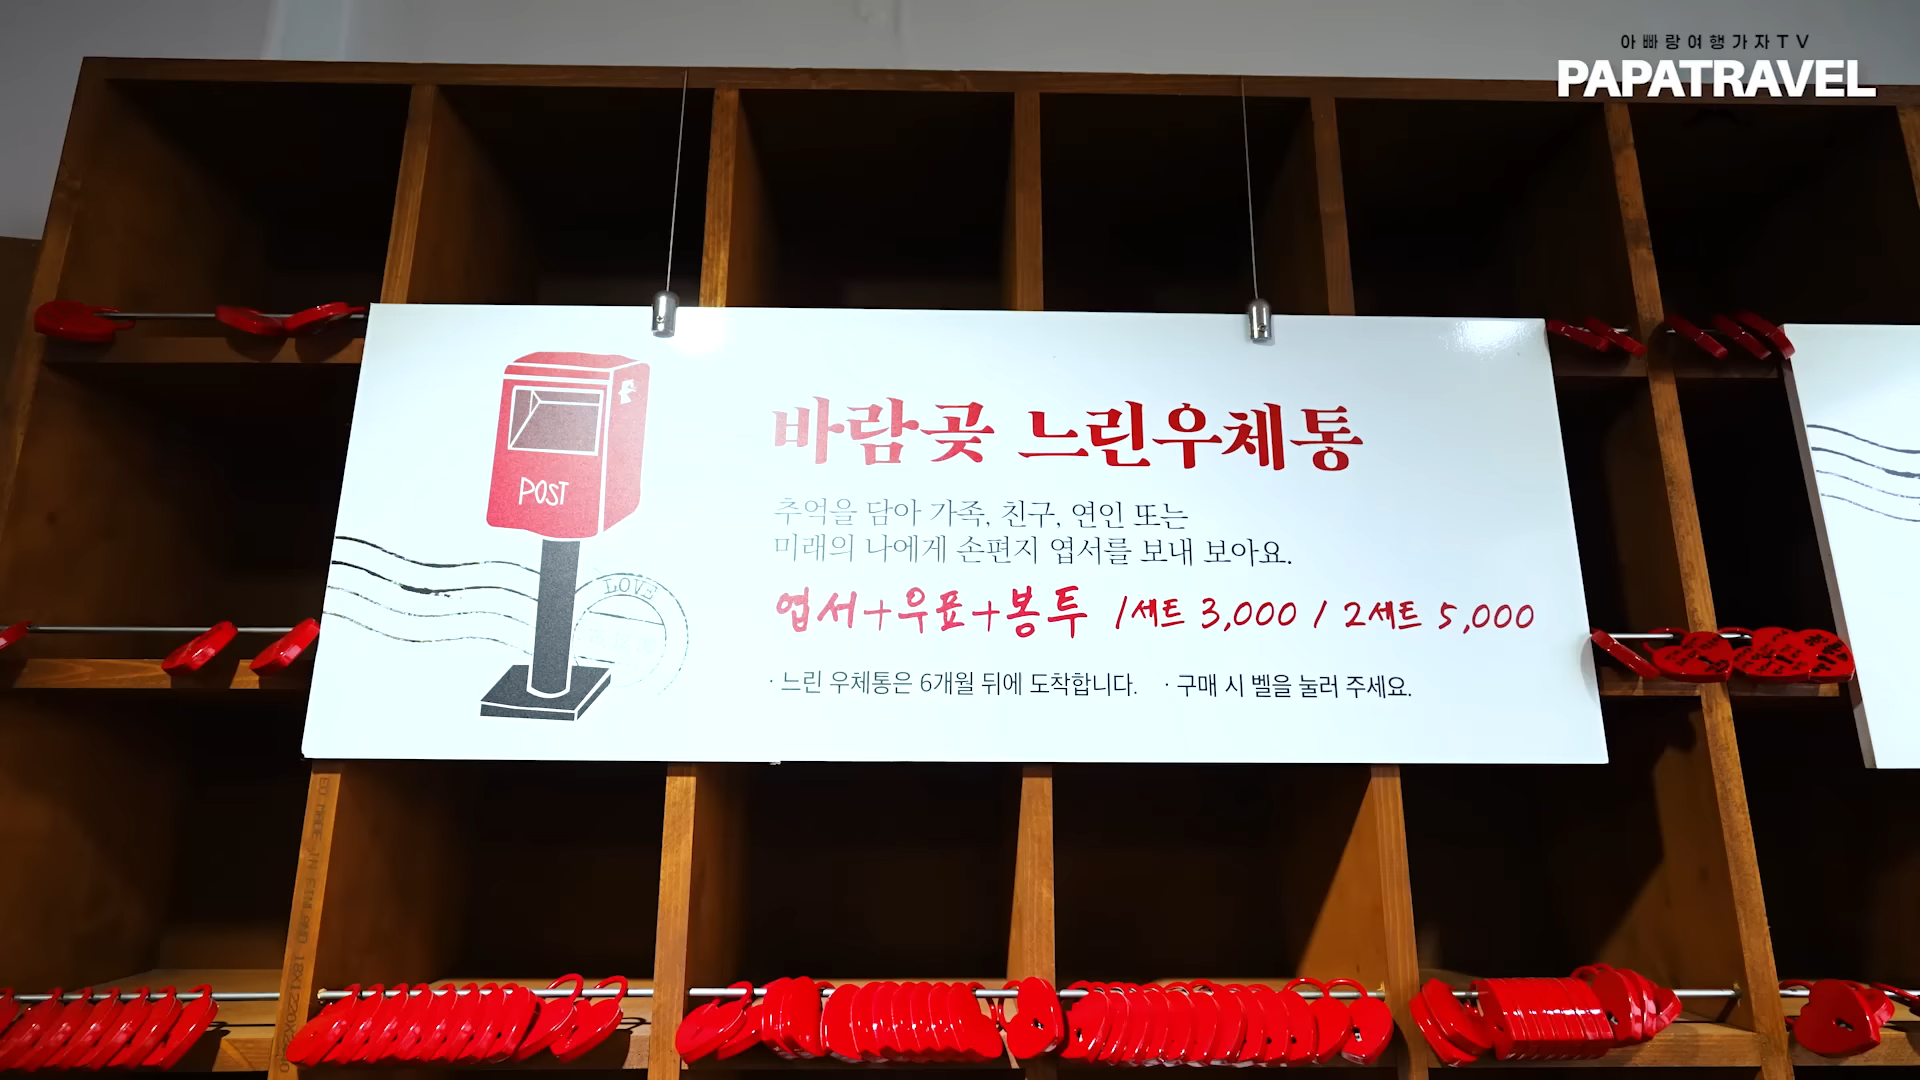 아빠랑여행가자TV
PAPATRAVEL
POST
LOVE
바람곶 느린우체통
추억을 담아 가족, 친구, 연인 또는
미래의 나에게 손편지 엽서를 보내 보아요.
엽서+우표+봉투 1세트 3,000 / 2세트 5,000
· 느린 우체통은 6개월 뒤에 도착합니다. · 구매 시 벨을 눌러 주세요.